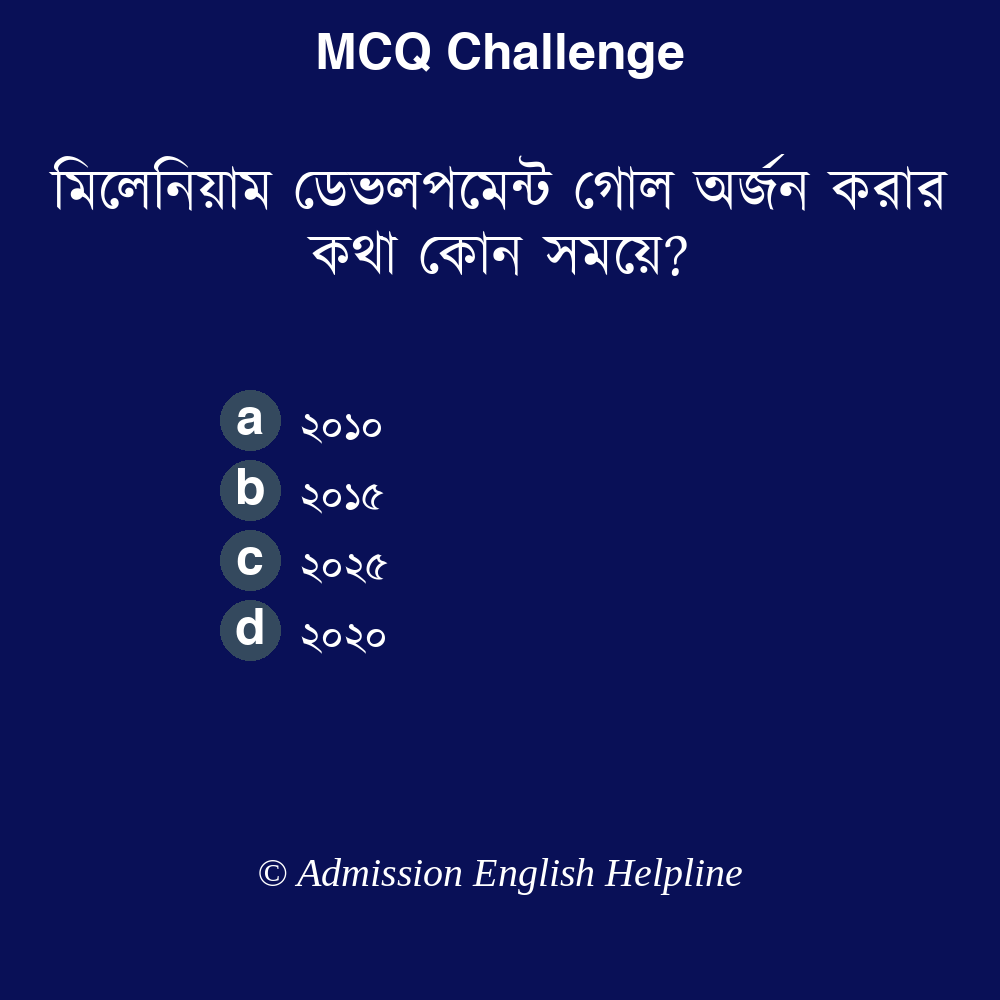 MCQ Challenge
মিলেনিয়াম ডেভলপমেন্ট গোল অর্জন করার
কথা কোন সময়ে?
a ২০১০
b ২০১৫
c ২০২৫
d ২০২০
© Admission English Helpline